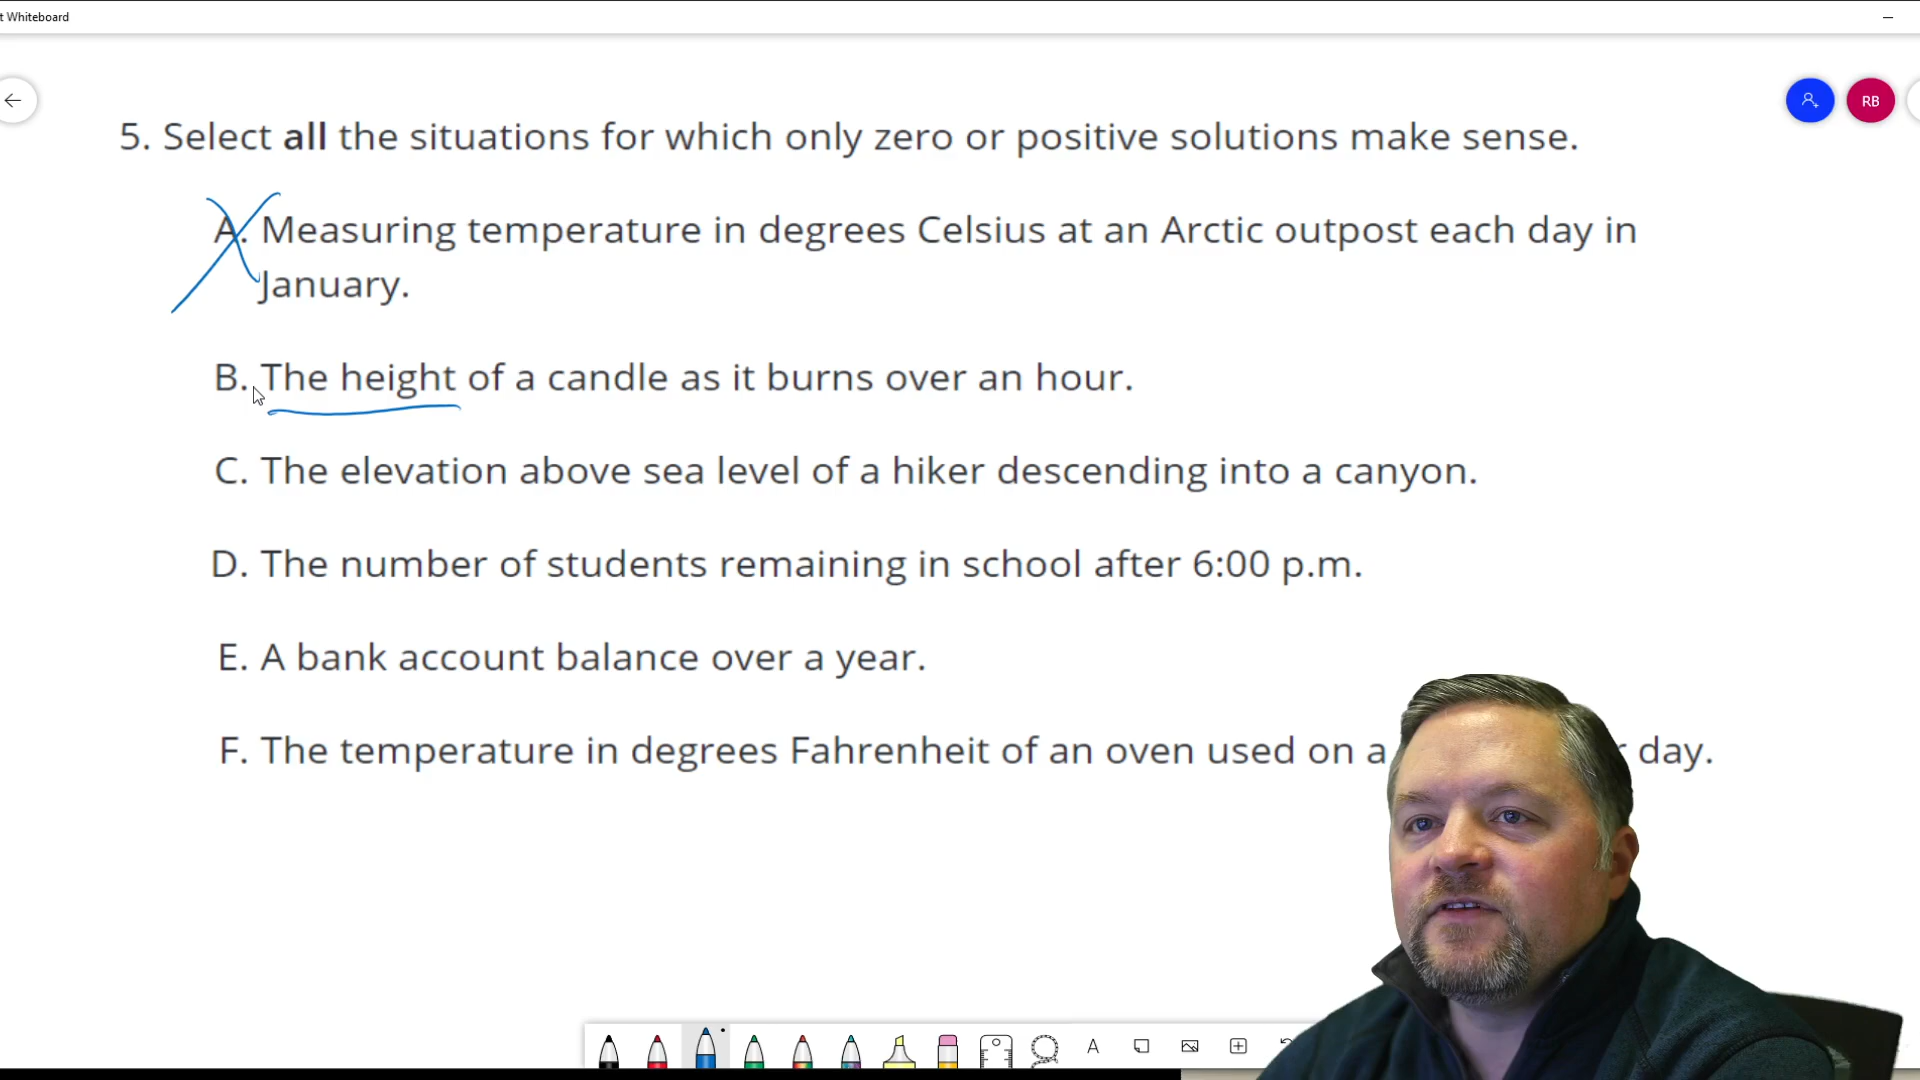 t Whiteboard
RB
5. Select all the situations for which only zero or positive solutions make sense.
A. Measuring temperature in degrees Celsius at an Arctic outpost each day in
January.
B. The height of a candle as it burns over an hour.
C. The elevation above sea level of a hiker descending into a canyon.
D. The number of students remaining in school after 6:00 p.m.
E. A bank account balance over a year.
F. The temperature in degrees Fahrenheit of an oven used on a day.
A